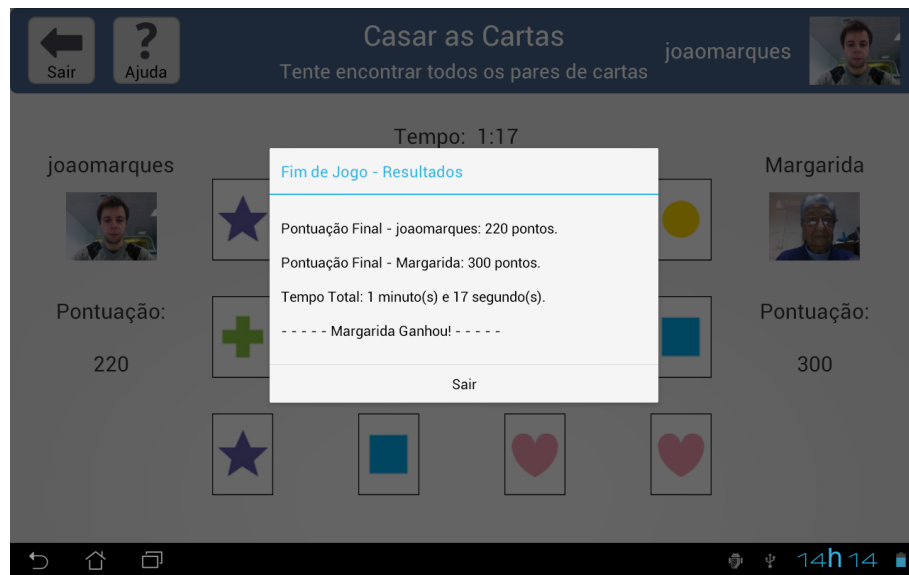 Sair
Ajuda
Casar as Cartas
Tente encontrar todos os pares de cartas
joaomarques
Tempo: 1:17
joaomarques
Margarida
Fim de Jogo - Resultados
Pontuação Final - joaomarques: 220 pontos.
Pontuação Final - Margarida: 300 pontos.
Tempo Total: 1 minuto(s) e 17 segundo(s).
- - - - - Margarida Ganhou! - - - - -
Sair
Pontuação:
220
Pontuação:
300
14h14